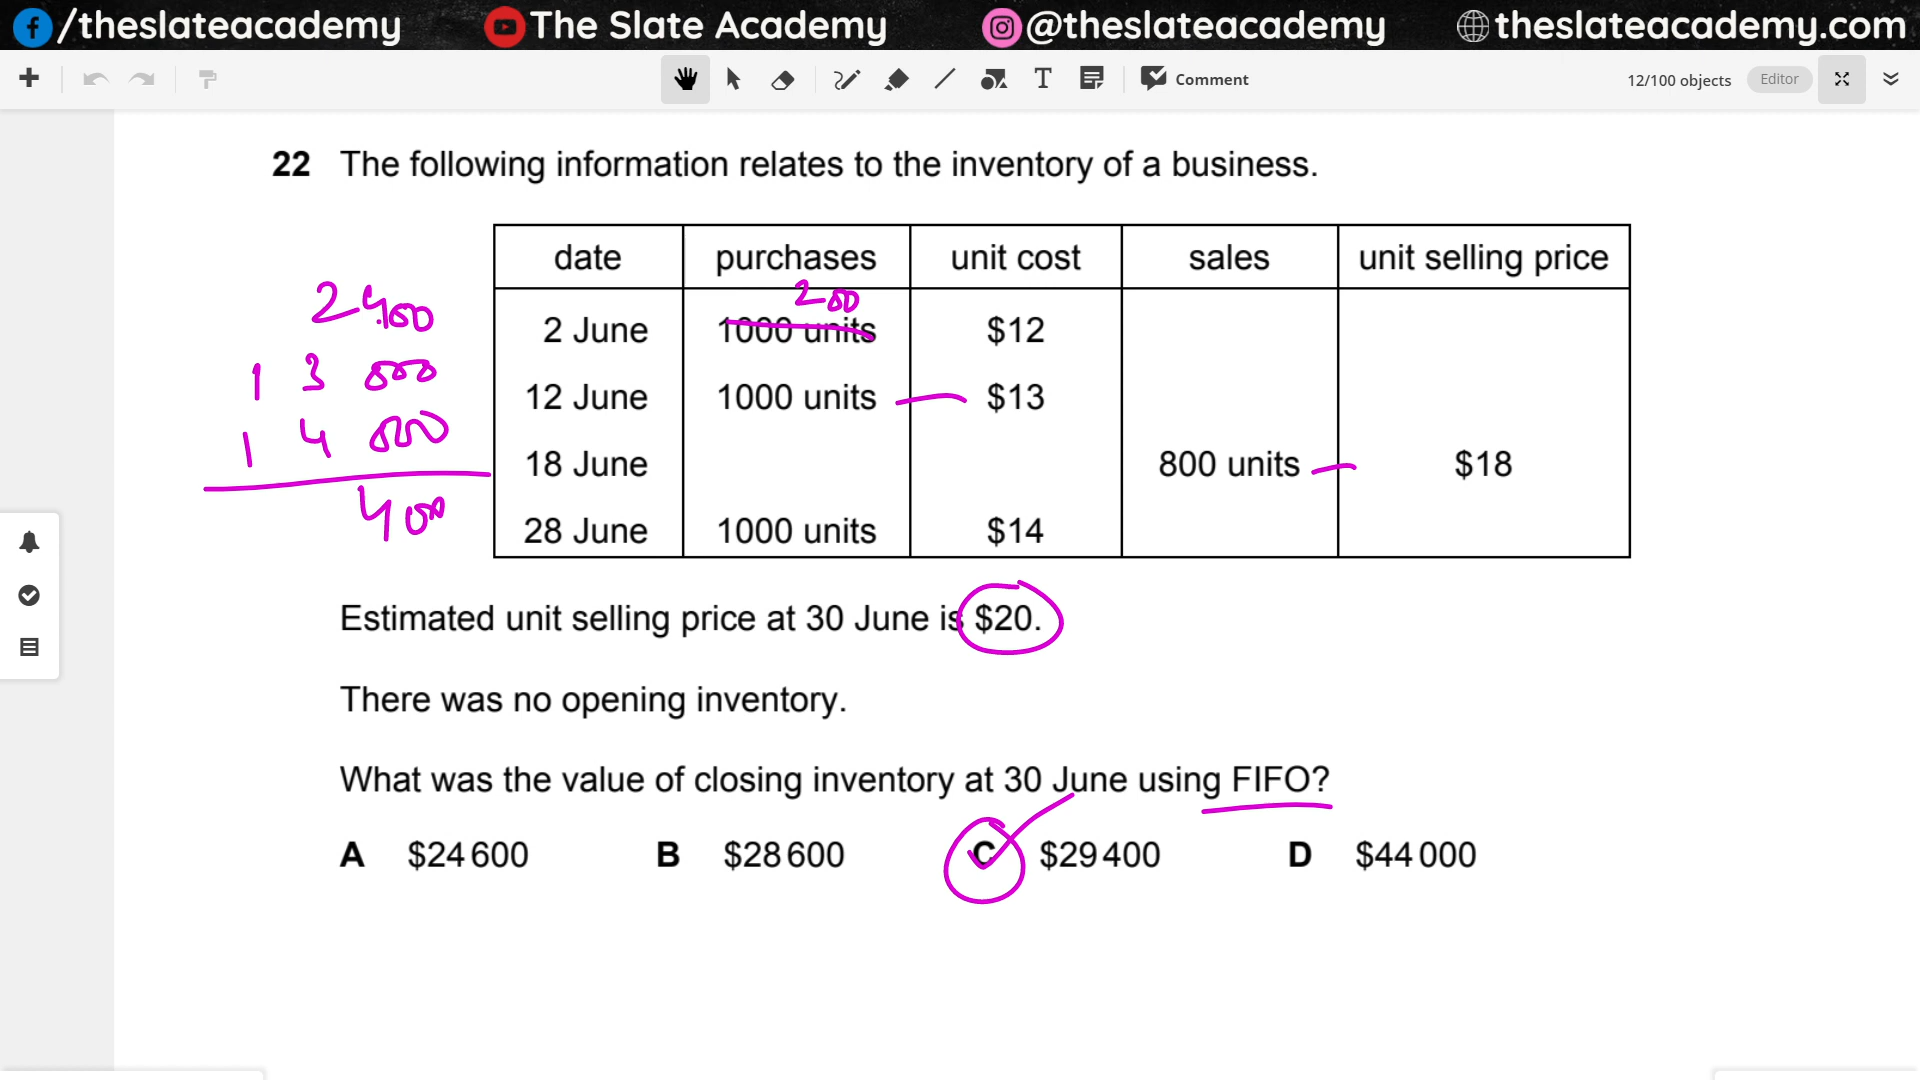 /theslateacademy The Slate Academy @theslateacademy theslateacademy.com
Comment 12/100 objects Editor
22 The following information relates to the inventory of a business.
date purchases unit cost sales unit selling price
200
2 June 1000 units $12
12 June 1000 units $13
18 June 800 units $18
28 June 1000 units $14
2400
13 000
14 000
400
Estimated unit selling price at 30 June is $20.
There was no opening inventory.
What was the value of closing inventory at 30 June using FIFO?
A $24 600 B $28 600 C $29 400 D $44 000